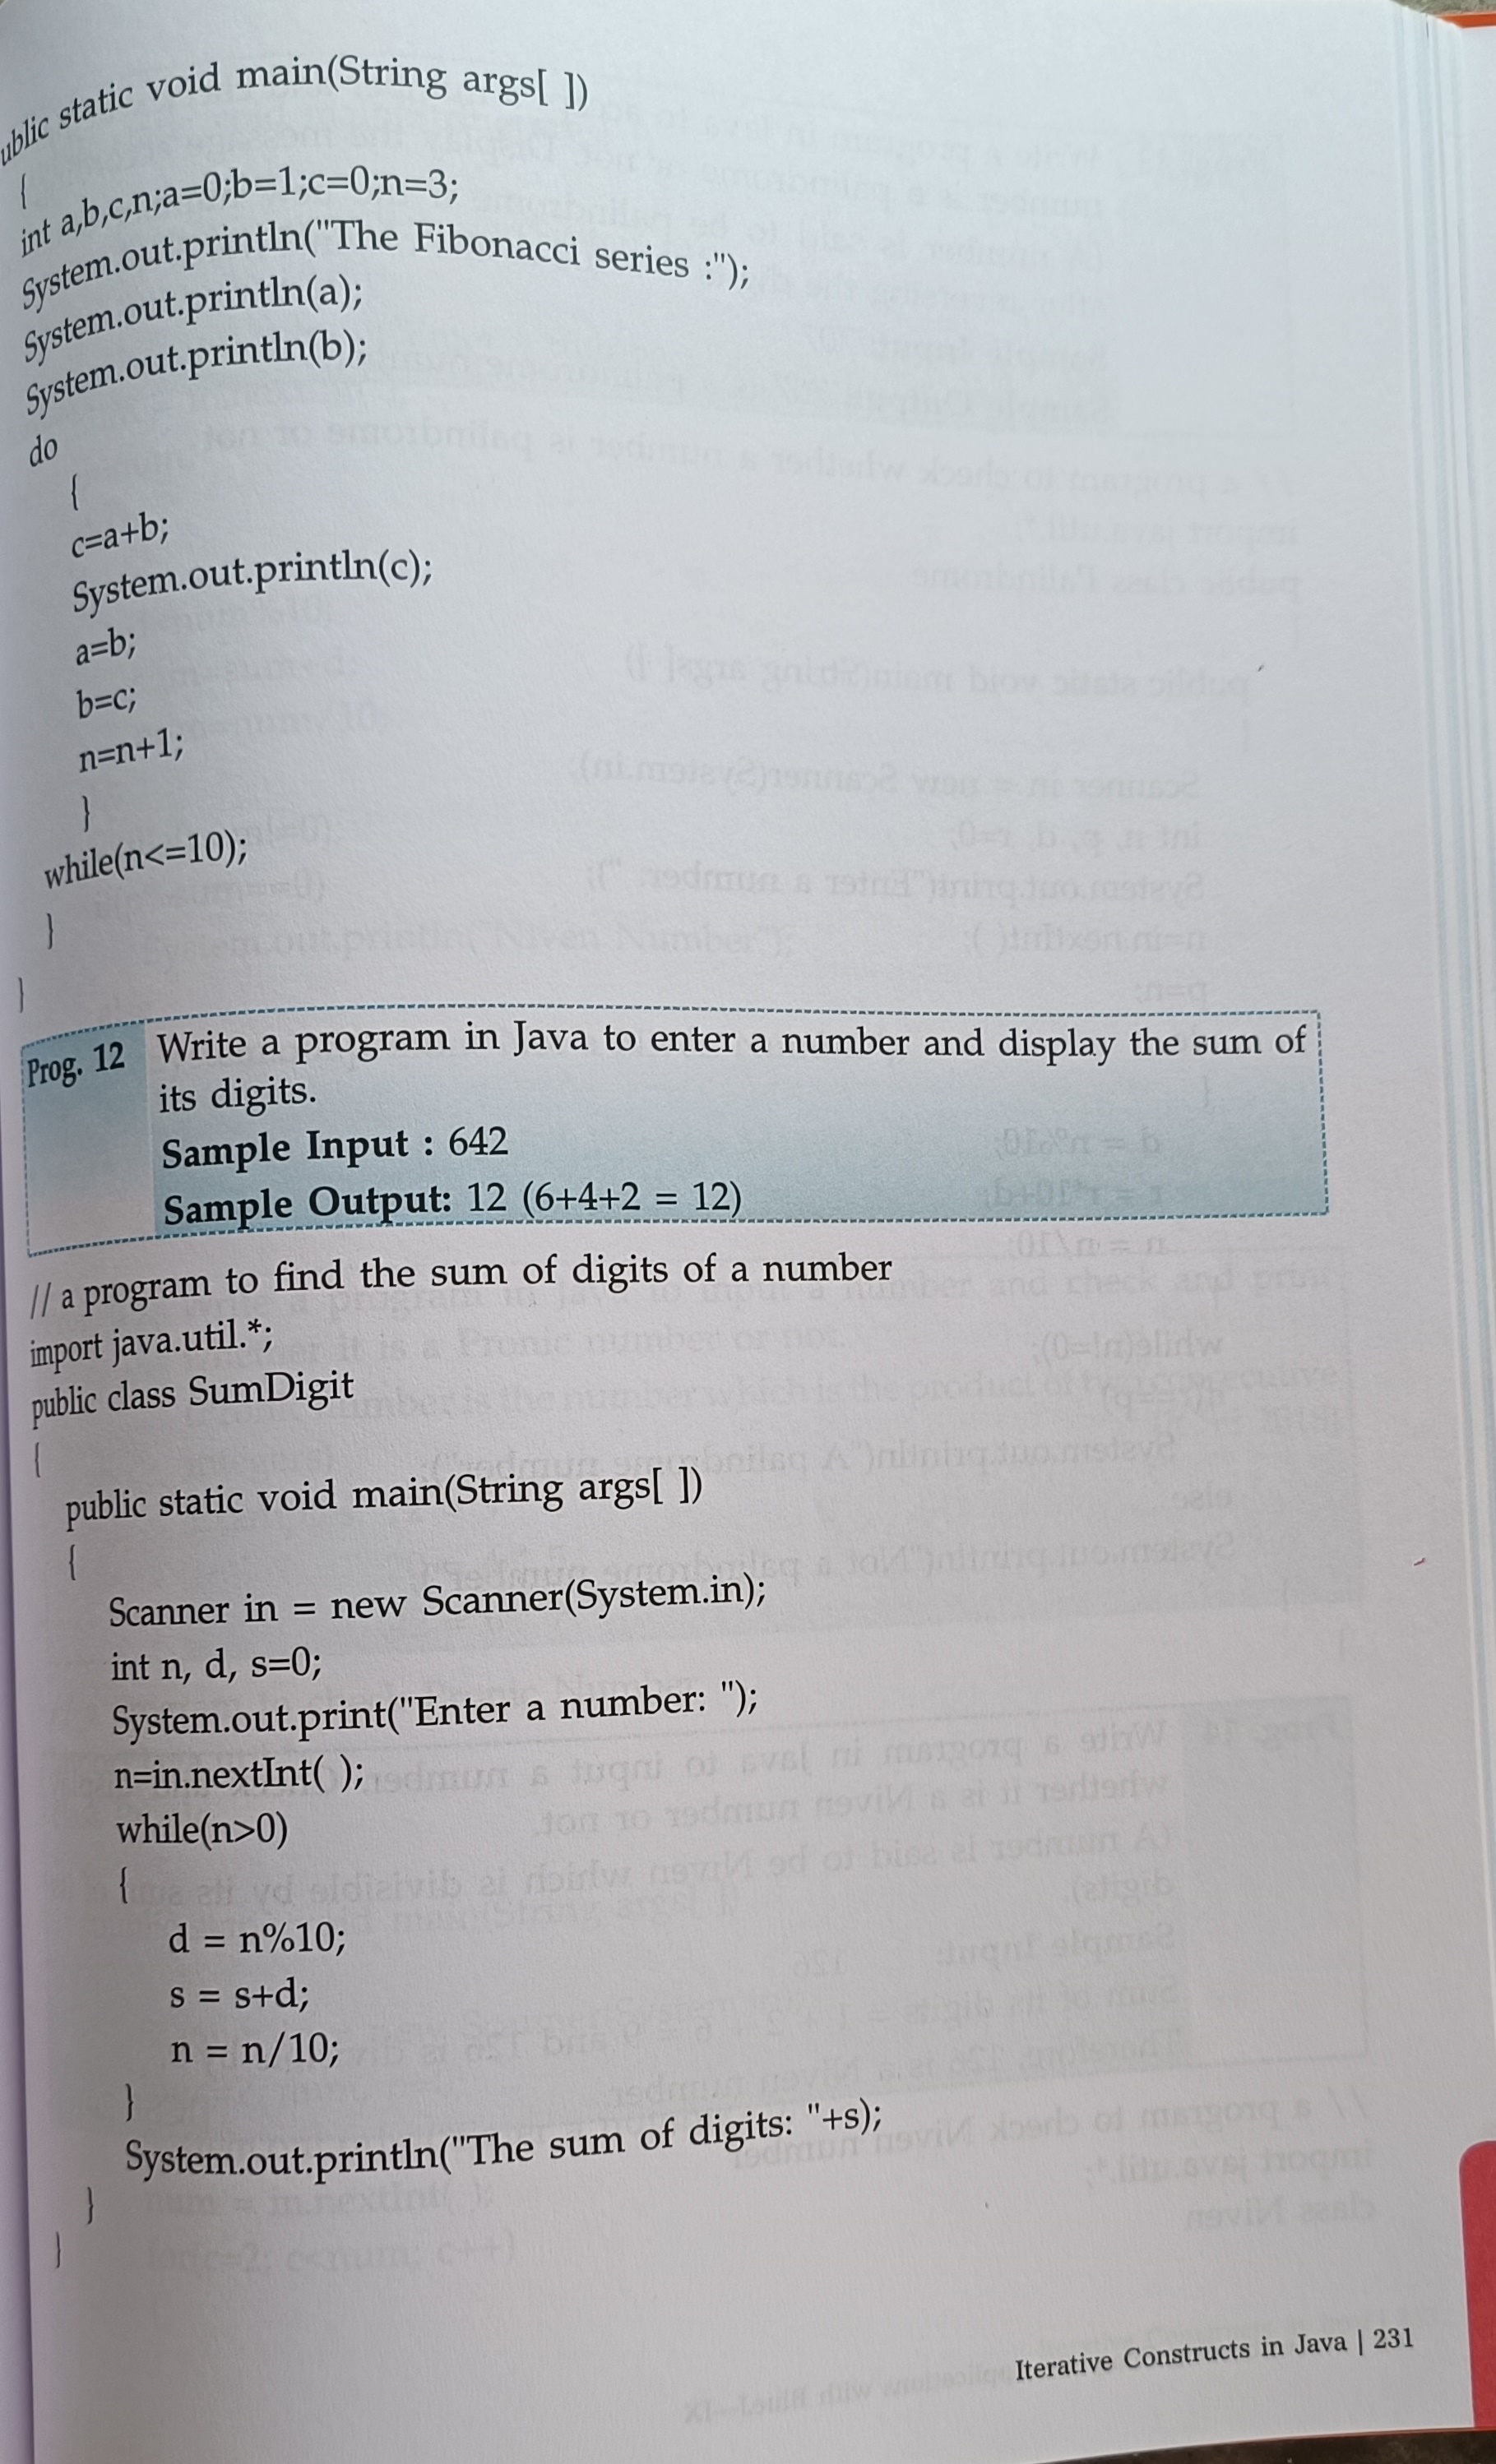 ublic static void main(String args[ ])
{
int a,b,c,n;a=0;b=1;c=0;n=3;
System.out.println("The Fibonacci series :");
System.out.println(a);
System.out.println(b);
do
{
c=a+b;
System.out.println(c);
a=b;
b=c;
n=n+1;
}
while(n<=10);
}
}
Prog. 12 Write a program in Java to enter a number and display the sum of
its digits.
Sample Input : 642
Sample Output: 12 (6+4+2 = 12)
// a program to find the sum of digits of a number
import java.util.*;
public class SumDigit
{
public static void main(String args[ ])
{
Scanner in = new Scanner(System.in);
int n, d, s=0;
System.out.print("Enter a number: ");
n=in.nextInt( );
while(n>0)
{
d = n%10;
s = s+d;
n = n/10;
}
System.out.println("The sum of digits: "+s);
}
}
Iterative Constructs in Java | 231